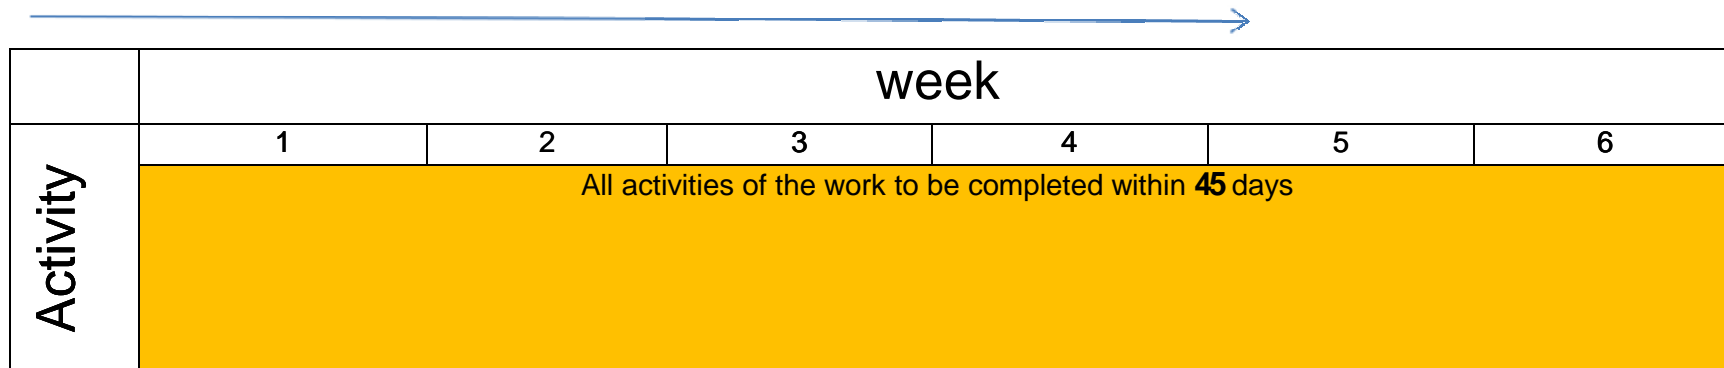 week
1 2 3 4 5 6
Activity
All activities of the work to be completed within 45 days